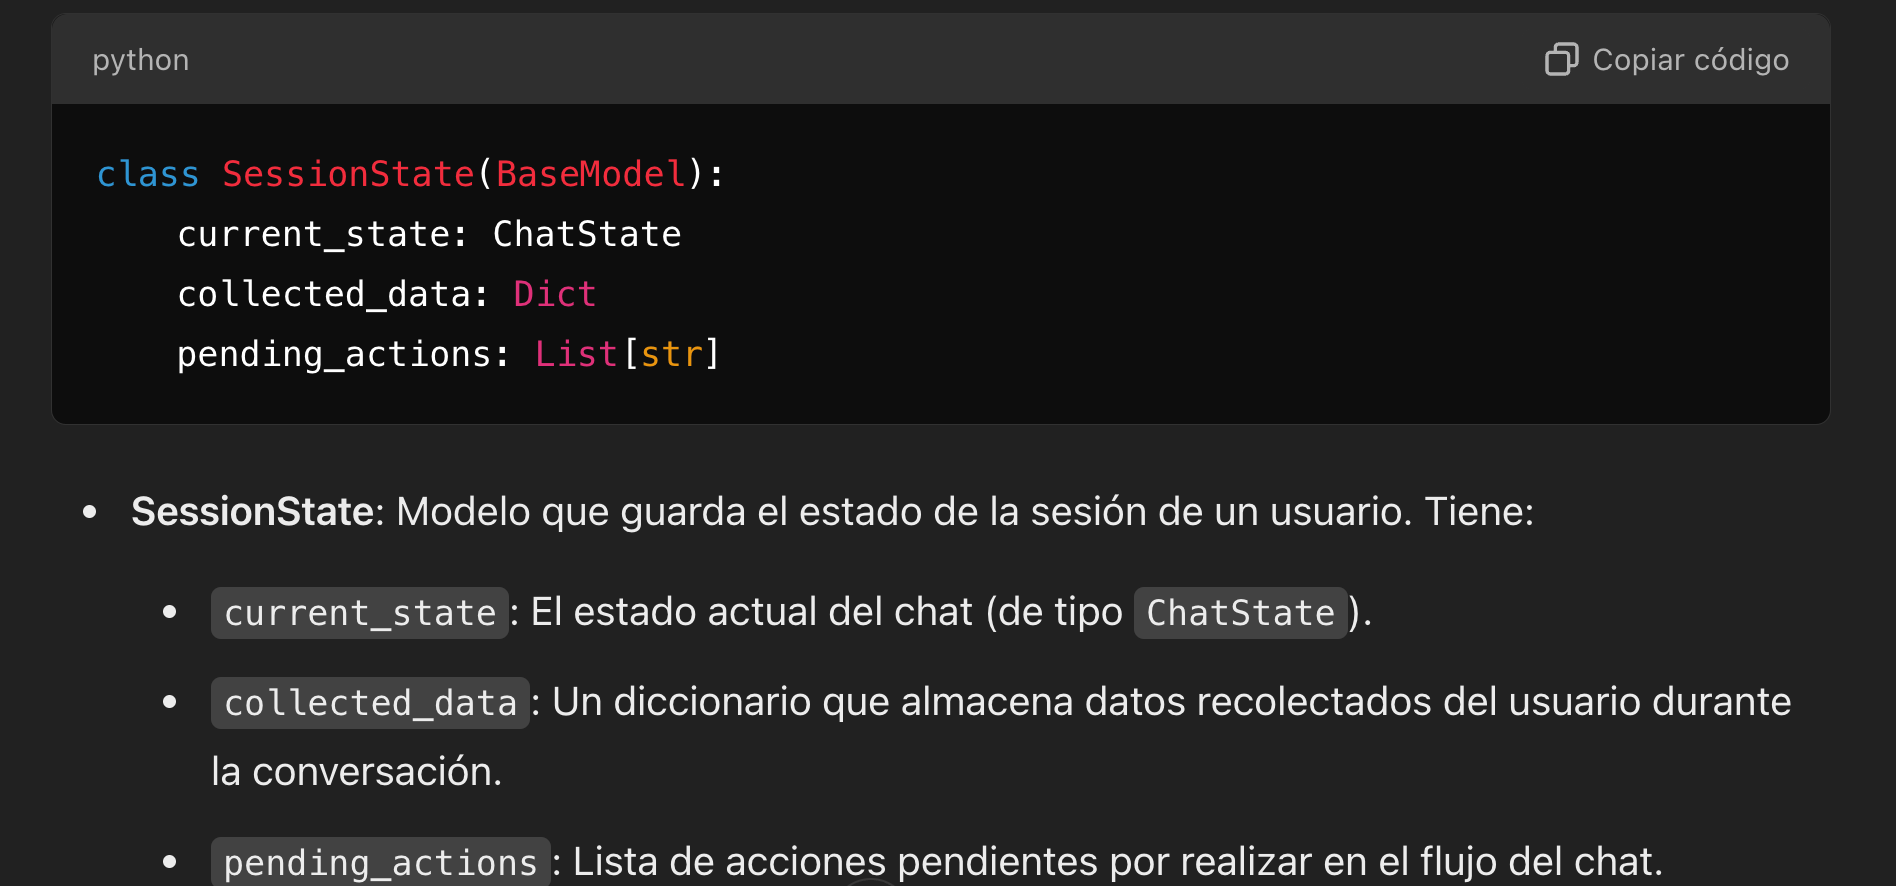 python
Copiar código
class SessionState(BaseModel):
current_state: ChatState
collected_data: Dict
pending_actions: List[str]
• SessionState: Modelo que guarda el estado de la sesión de un usuario. Tiene:
• current_state: El estado actual del chat (de tipo ChatState).
• collected_data: Un diccionario que almacena datos recolectados del usuario durante
la conversación.
• pending_actions: Lista de acciones pendientes por realizar en el flujo del chat.